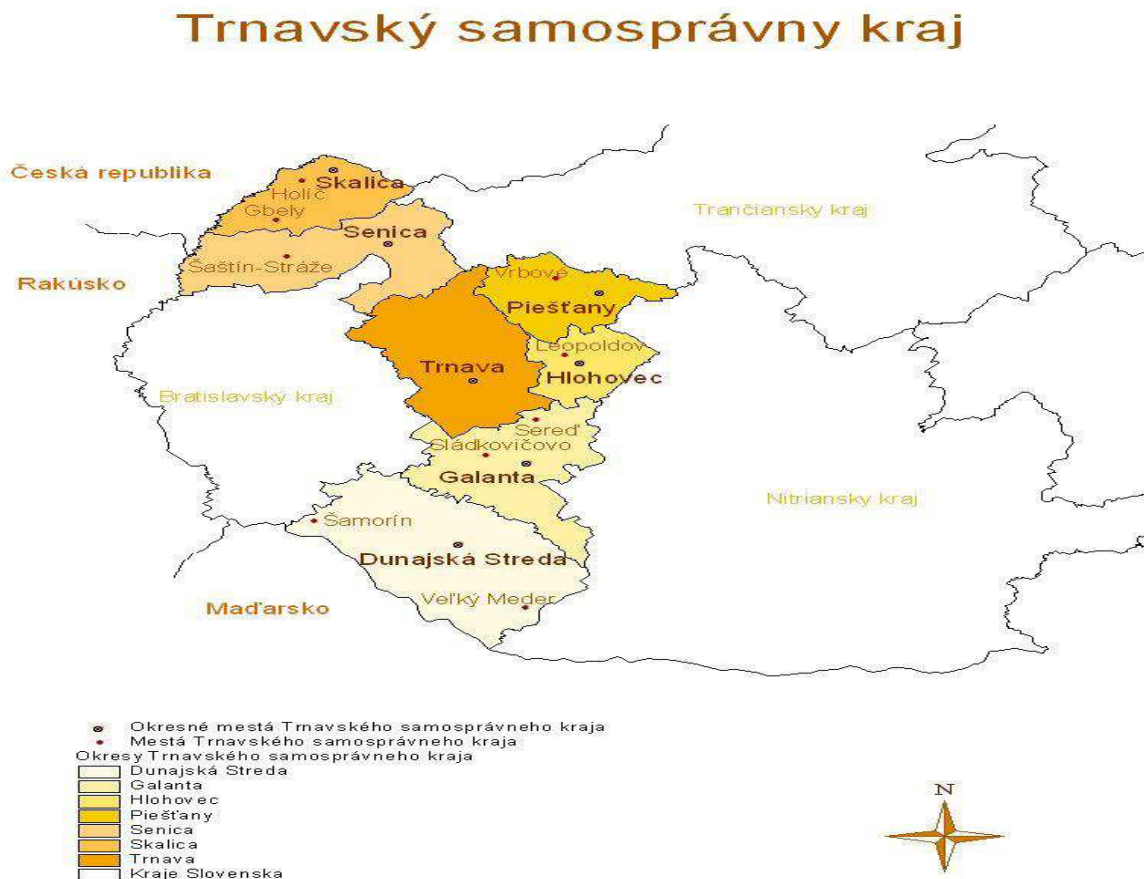 Trnavský samosprávny kraj
Česká republika
Skalica
Holíč
Gbely
Trančiansky kraj
Senica
Šaštín-Stráže
Rakúsko
Vrbové
Piešťany
Leopoldov
Hlohovec
Trnava
Bratislavský kraj
Sereď
Sládkovičovo
Galanta
Nitriansky kraj
Šamorín
Dunajská Streda
Veľký Meder
Maďarsko
Okresné mestá Trnavského samosprávneho kraja
Mestá Trnavského samosprávneho kraja
Okresy Trnavského samosprávneho kraja
Dunajská Streda
Galanta
Hlohovec
Piešťany
Senica
Skalica
Trnava
Kraje Slovenska
N